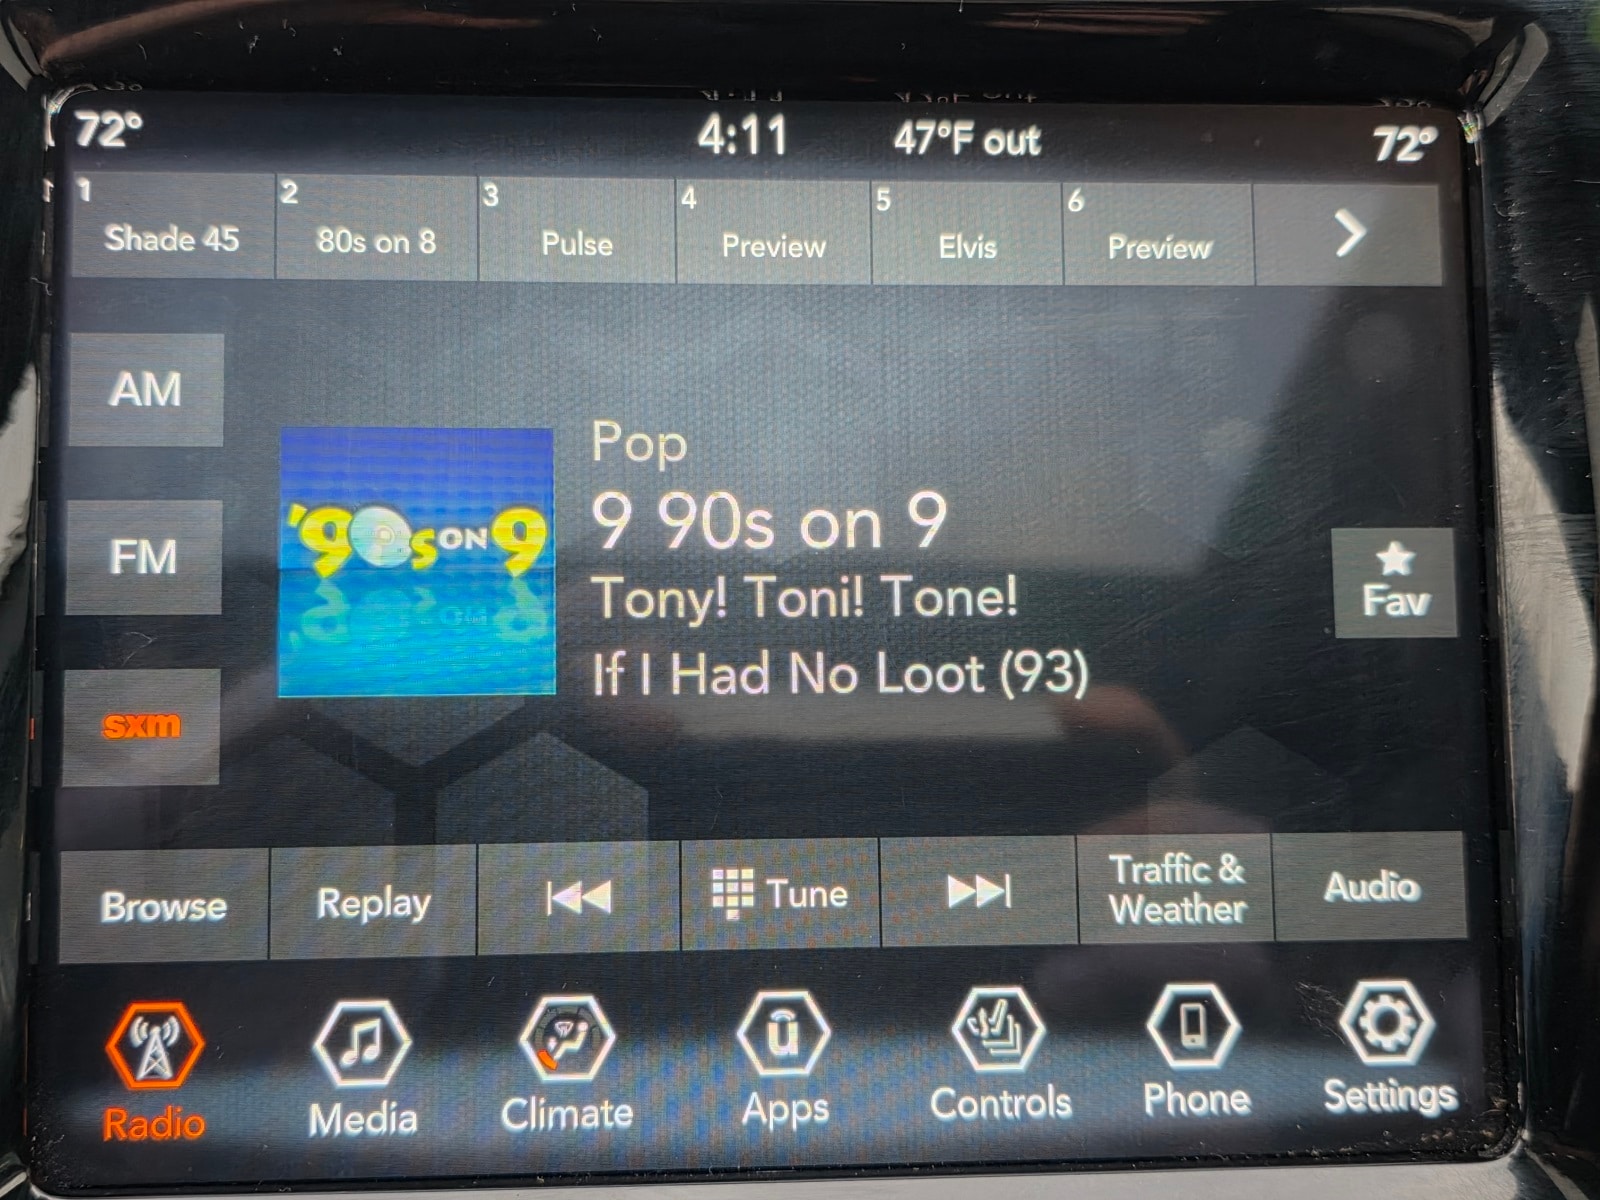 72° 4:11 47°F out 72°
1 2 3 4 5 6
Shade 45 80s on 8 Pulse Preview Elvis Preview
AM
Pop
'90s ON 9
9 90s on 9
FM
Tony! Toni! Tone!
Fav
If I Had No Loot (93)
sxm
Browse Replay Tune Traffic &
Weather Audio
u
Radio Media Climate Apps Controls Phone Settings